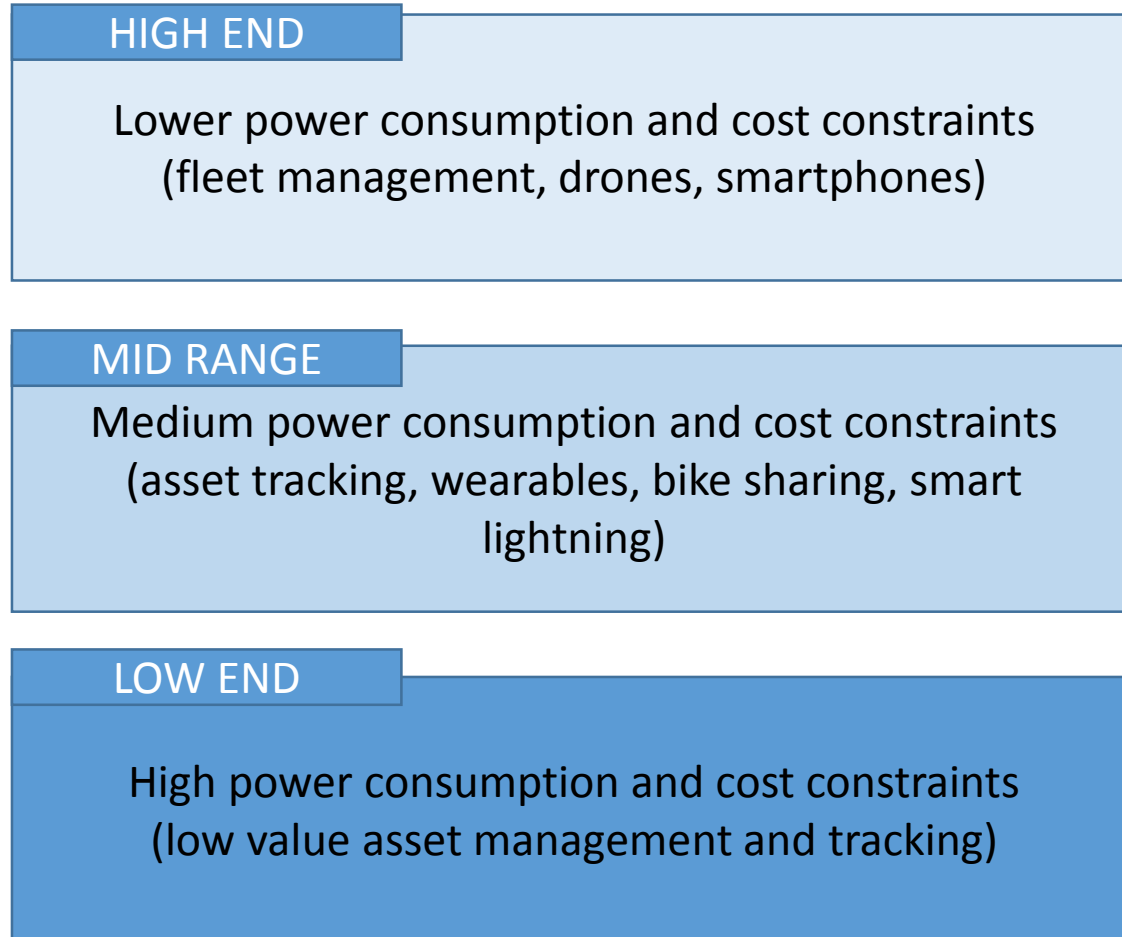 HIGH END
Lower power consumption and cost constraints
(fleet management, drones, smartphones)
MID RANGE
Medium power consumption and cost constraints
(asset tracking, wearables, bike sharing, smart
lightning)
LOW END
High power consumption and cost constraints
(low value asset management and tracking)